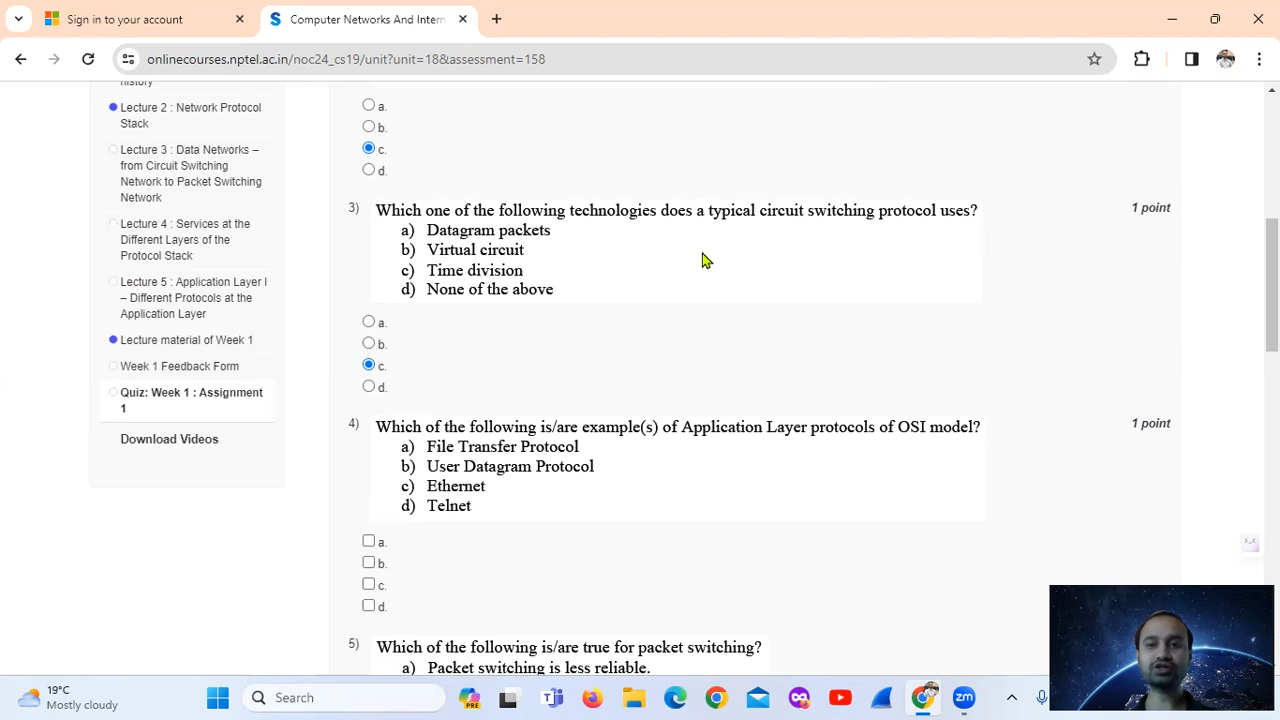 Sign in to your account
Computer Networks And Intern
onlinecourses.nptel.ac.in/noc24_cs19/unit?unit=18&assessment=158
history
Lecture 2 : Network Protocol
Stack
Lecture 3 : Data Networks –
from Circuit Switching
Network to Packet Switching
Network
Lecture 4 : Services at the
Different Layers of the
Protocol Stack
Lecture 5 : Application Layer I
– Different Protocols at the
Application Layer
Lecture material of Week 1
Week 1 Feedback Form
Quiz: Week 1 : Assignment
1
Download Videos
a.
b.
c.
d.
3) Which one of the following technologies does a typical circuit switching protocol uses? 1 point
a) Datagram packets
b) Virtual circuit
c) Time division
d) None of the above
a.
b.
c.
d.
4) Which of the following is/are example(s) of Application Layer protocols of OSI model? 1 point
a) File Transfer Protocol
b) User Datagram Protocol
c) Ethernet
d) Telnet
a.
b.
c.
d.
5) Which of the following is/are true for packet switching?
a) Packet switching is less reliable.
19°C
Mostly cloudy
Search
zm